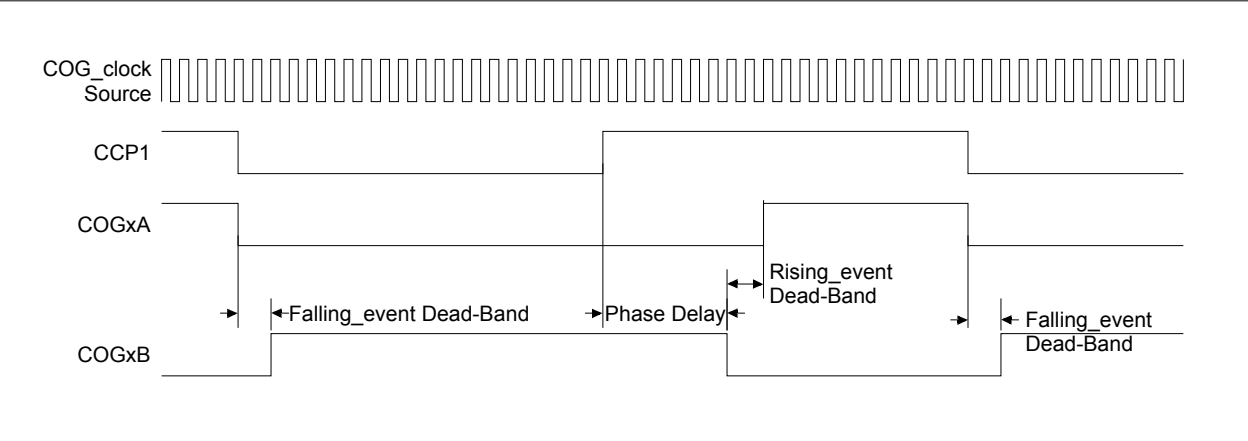 COG_clock
Source
CCP1
COGxA
Rising_event
Dead-Band
Falling_event Dead-Band
Phase Delay
Falling_event
Dead-Band
COGxB